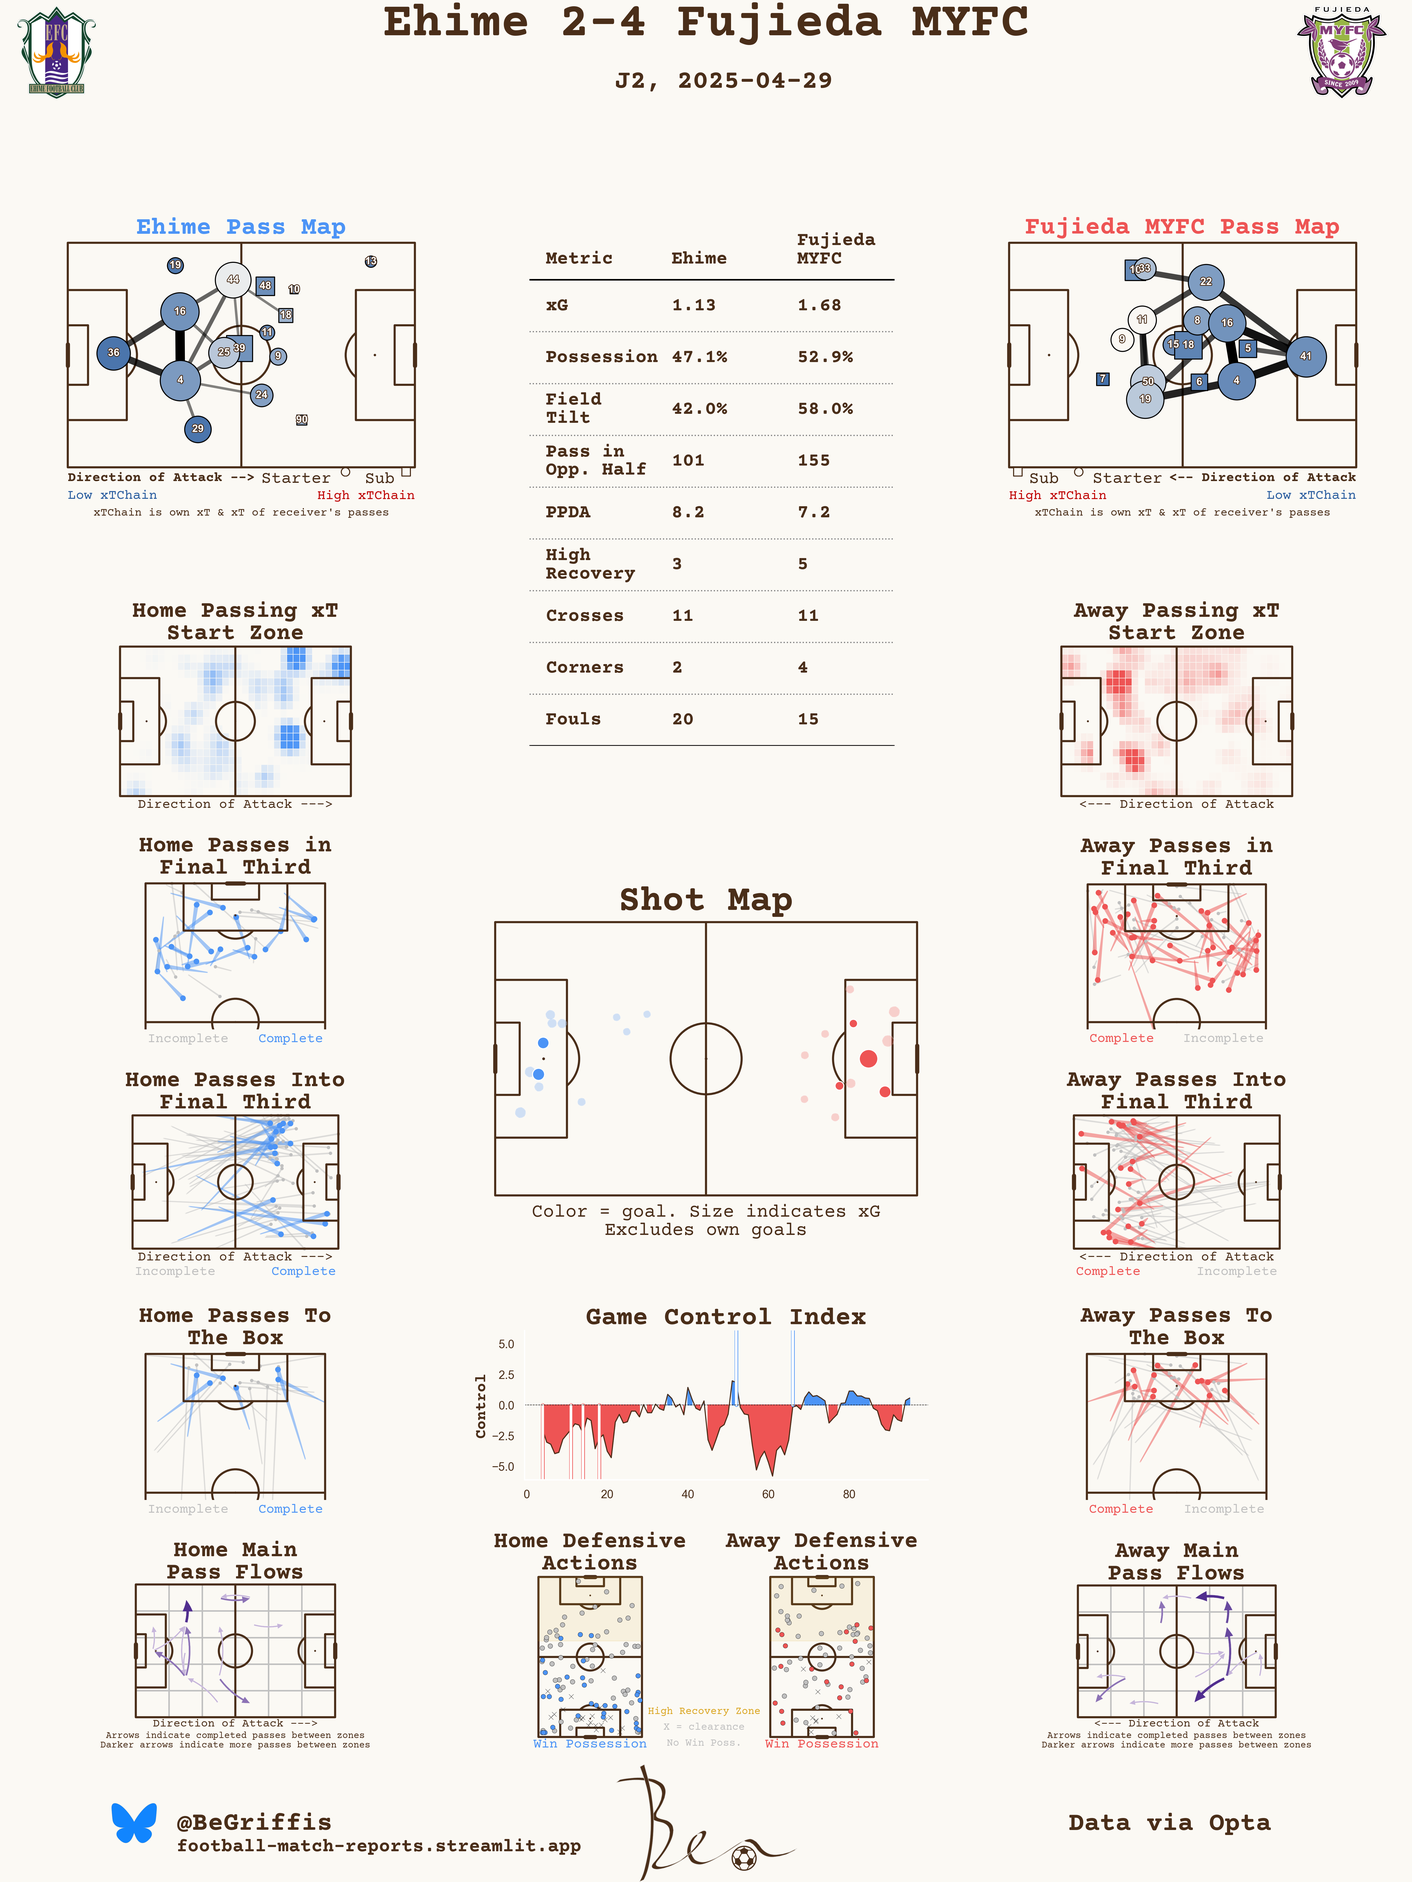 Ehime 2-4 Fujieda MYFC
J2, 2025-04-29
EFC
EHIME FOOTBALL CLUB
FUJIEDA
MYFC
SINCE 2009
Ehime Pass Map
19
44
48
10
13
16
18
11
36
25
39
9
4
24
29
90
Direction of Attack --> Starter Sub
Low xTChain High xTChain
xTChain is own xT & xT of receiver's passes
Metric Ehime Fujieda
MYFC
xG 1.13 1.68
Possession 47.1% 52.9%
Field
Tilt 42.0% 58.0%
Pass in
Opp. Half 101 155
PPDA 8.2 7.2
High
Recovery 3 5
Crosses 11 11
Corners 2 4
Fouls 20 15
Fujieda MYFC Pass Map
10
33
22
11
8
16
9
15
18
5
41
7
50
6
4
19
Sub Starter <-- Direction of Attack
High xTChain Low xTChain
xTChain is own xT & xT of receiver's passes
Home Passing xT
Start Zone
Direction of Attack --->
Away Passing xT
Start Zone
<--- Direction of Attack
Home Passes in
Final Third
Incomplete Complete
Away Passes in
Final Third
Complete Incomplete
Shot Map
Color = goal. Size indicates xG
Excludes own goals
Home Passes Into
Final Third
Direction of Attack --->
Incomplete Complete
Away Passes Into
Final Third
<--- Direction of Attack
Complete Incomplete
Home Passes To
The Box
Incomplete Complete
Game Control Index
Control
5.0
2.5
0.0
−2.5
−5.0
0 20 40 60 80
Away Passes To
The Box
Complete Incomplete
Home Main
Pass Flows
Direction of Attack --->
Arrows indicate completed passes between zones
Darker arrows indicate more passes between zones
Home Defensive
Actions
Win Possession
High Recovery Zone
X = clearance
No Win Poss.
Away Defensive
Actions
Win Possession
Away Main
Pass Flows
<--- Direction of Attack
Arrows indicate completed passes between zones
Darker arrows indicate more passes between zones
@BeGriffis
football-match-reports.streamlit.app
Ben
Data via Opta